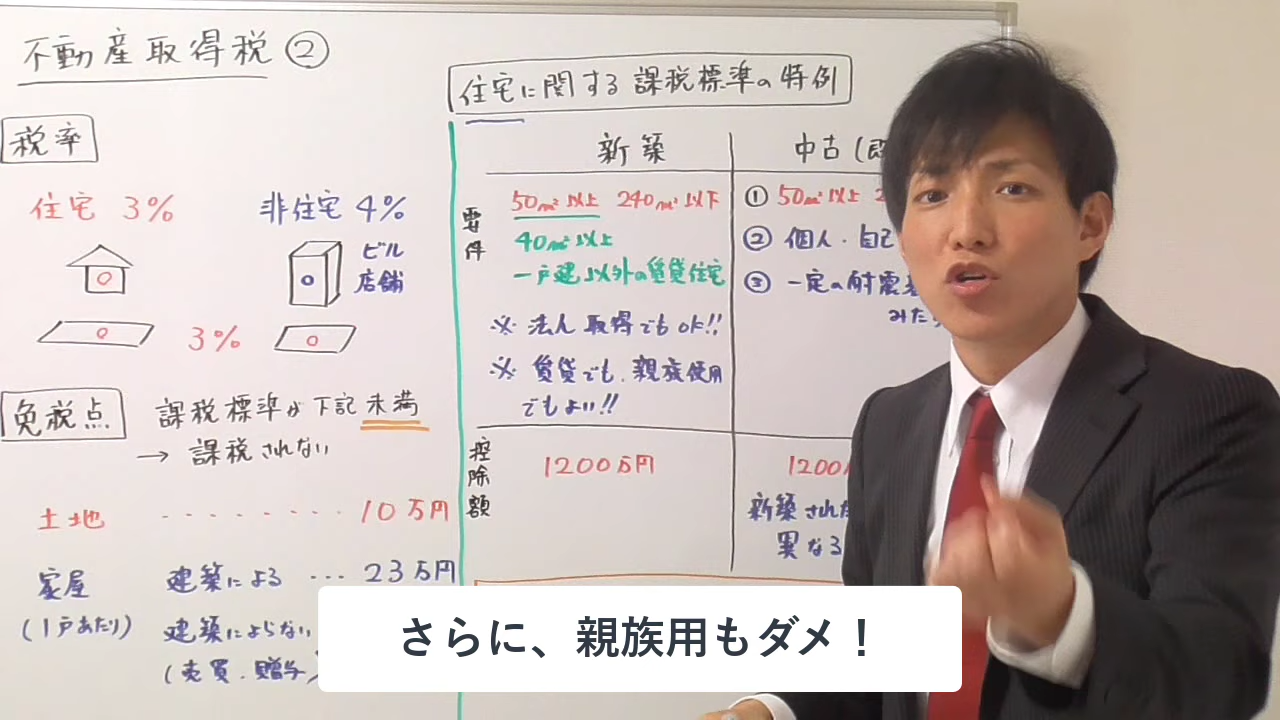 不動産取得税②
税率
住宅 3%
非住宅 4%
ビル
店舗
3%
免税点
課税標準が下記未満
→ 課税されない
土地 ········ 10万円
家屋
(1戸あたり)
建築による ··· 23万円
建築によらない
(売買・贈与
住宅に関する課税標準の特例
新築
中古(既
要件
50m²以上 240m²以下
40m²以上
一戸建以外の賃貸住宅
※ 法人取得でもOK!!
※ 賃貸でも、親族使用
でもよい!!
① 50m²以上 2
② 個人・自己
③ 一定の耐震
みた
控除額
1200万円
1200
新築された
異なる
さらに、親族用もダメ！